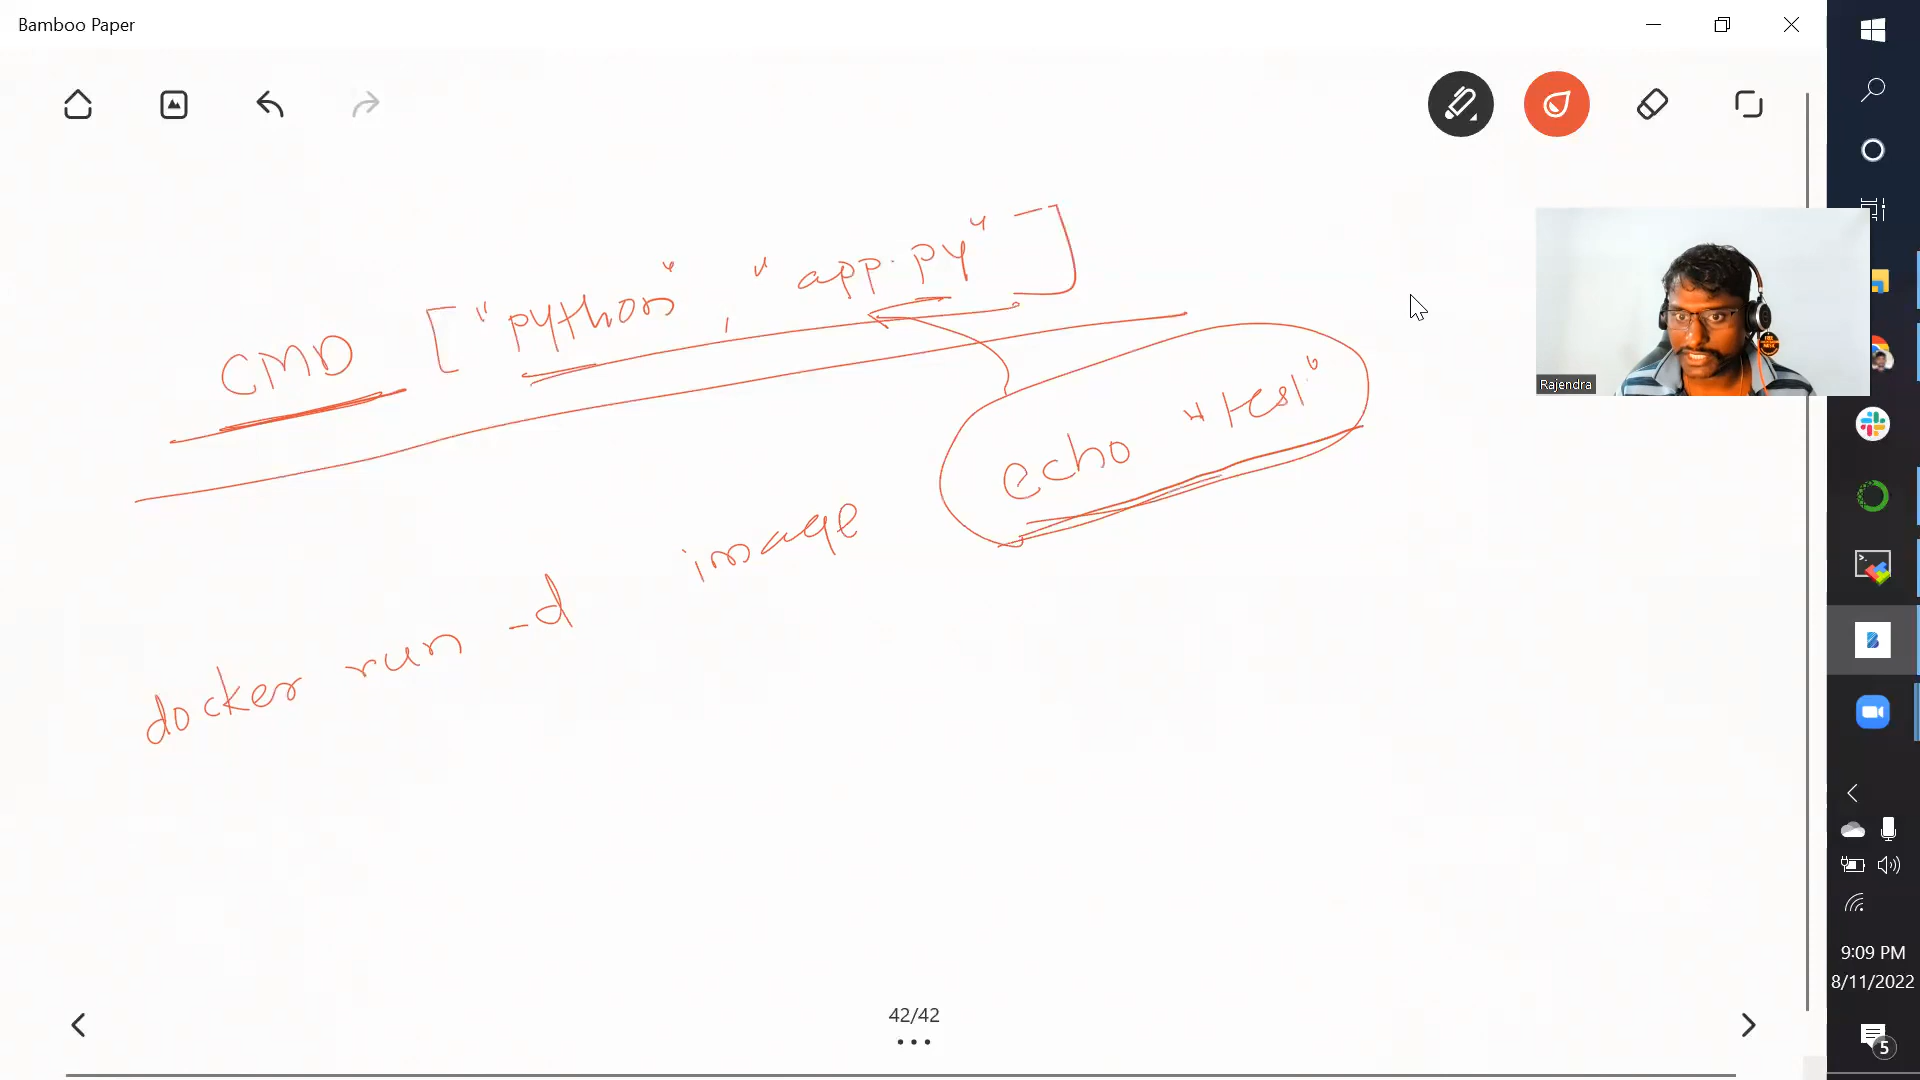 Bamboo Paper
CMD ["python", "app.py"]
echo "test"
docker run -d image
Rajendra
42/42
9:09 PM
8/11/2022
5